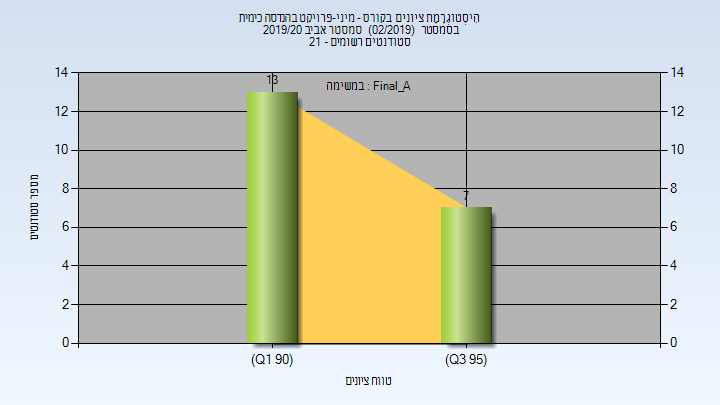 היסטוגרמת ציונים בקורס - מיני-פרויקט בהנדסה כימית
בסמסטר (02/2019) סמסטר אביב 2019/20
סטודנטים רשומים - 21
במשימה : Final_A
13
7
14 14
12 12
10 10
8 8
6 6
4 4
2 2
0 0
מספר סטודנטים
(Q1 90) (Q3 95)
טווח ציונים